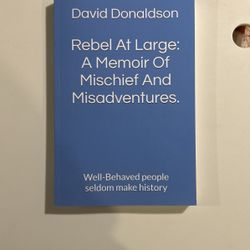 David Donaldson
Rebel At Large:
A Memoir Of
Mischief And
Misadventures.
Well-Behaved people
seldom make history